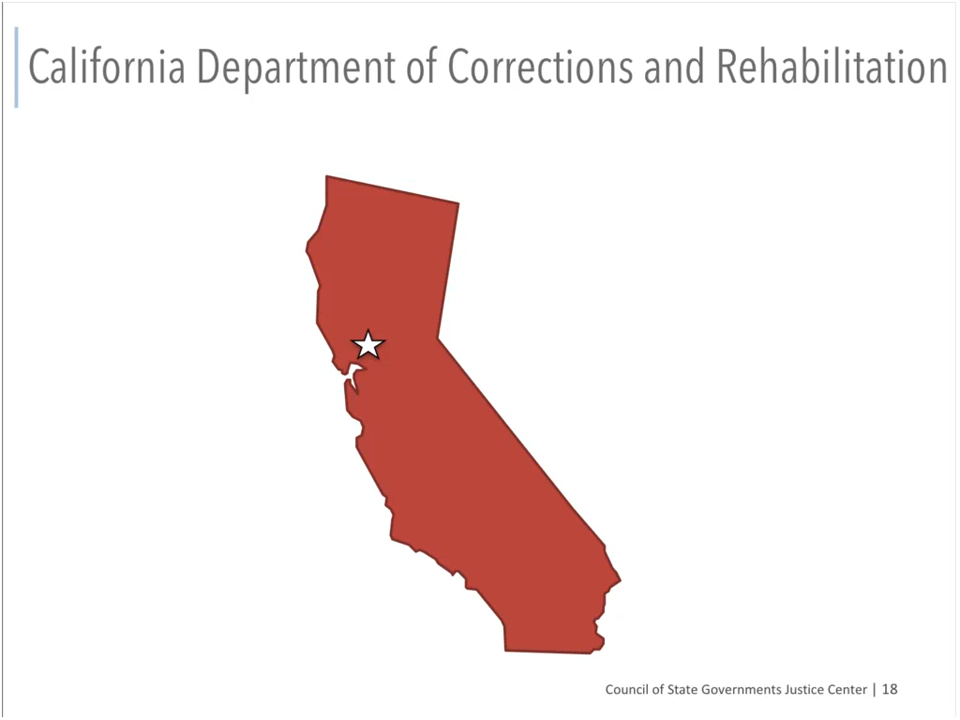 California Department of Corrections and Rehabilitation
Council of State Governments Justice Center | 18